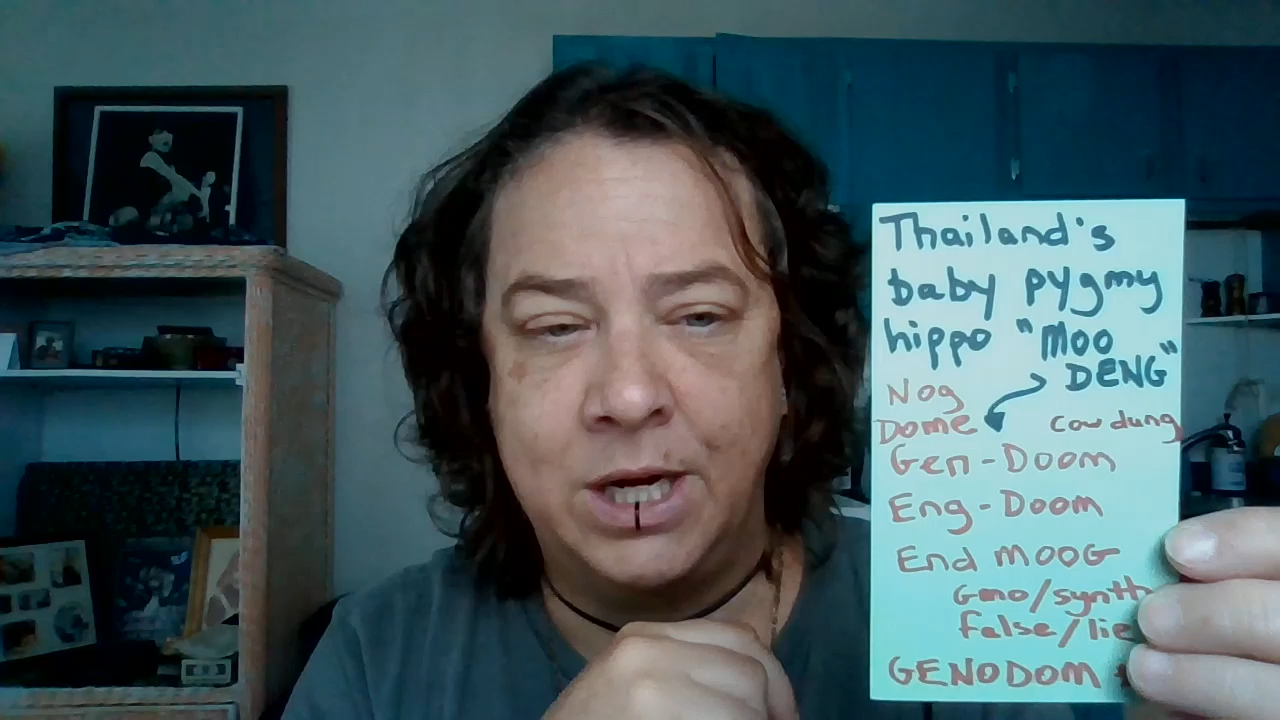 Thailand's
baby pygmy
hippo "MOO
DENG"
Nog
Dome cow dung
Gen-Doom
Eng-Doom
End MOOG
Gmo/synth
false/lie
GENODOM